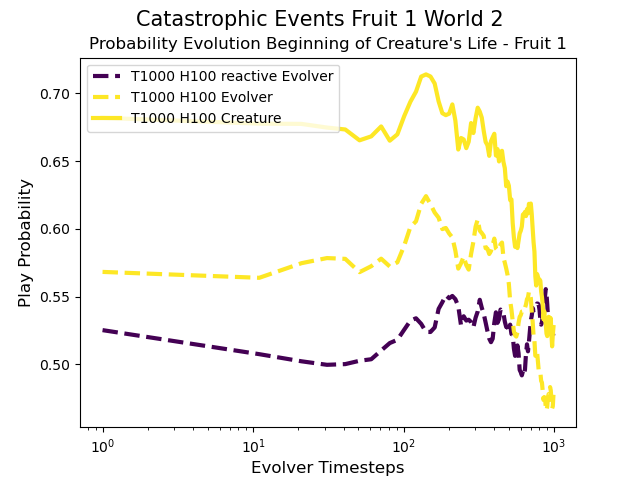 Catastrophic Events Fruit 1 World 2
Probability Evolution Beginning of Creature's Life - Fruit 1
T1000 H100 reactive Evolver
T1000 H100 Evolver
T1000 H100 Creature
0.70
0.65
0.60
0.55
0.50
Play Probability
10⁰ 10¹ 10² 10³
Evolver Timesteps